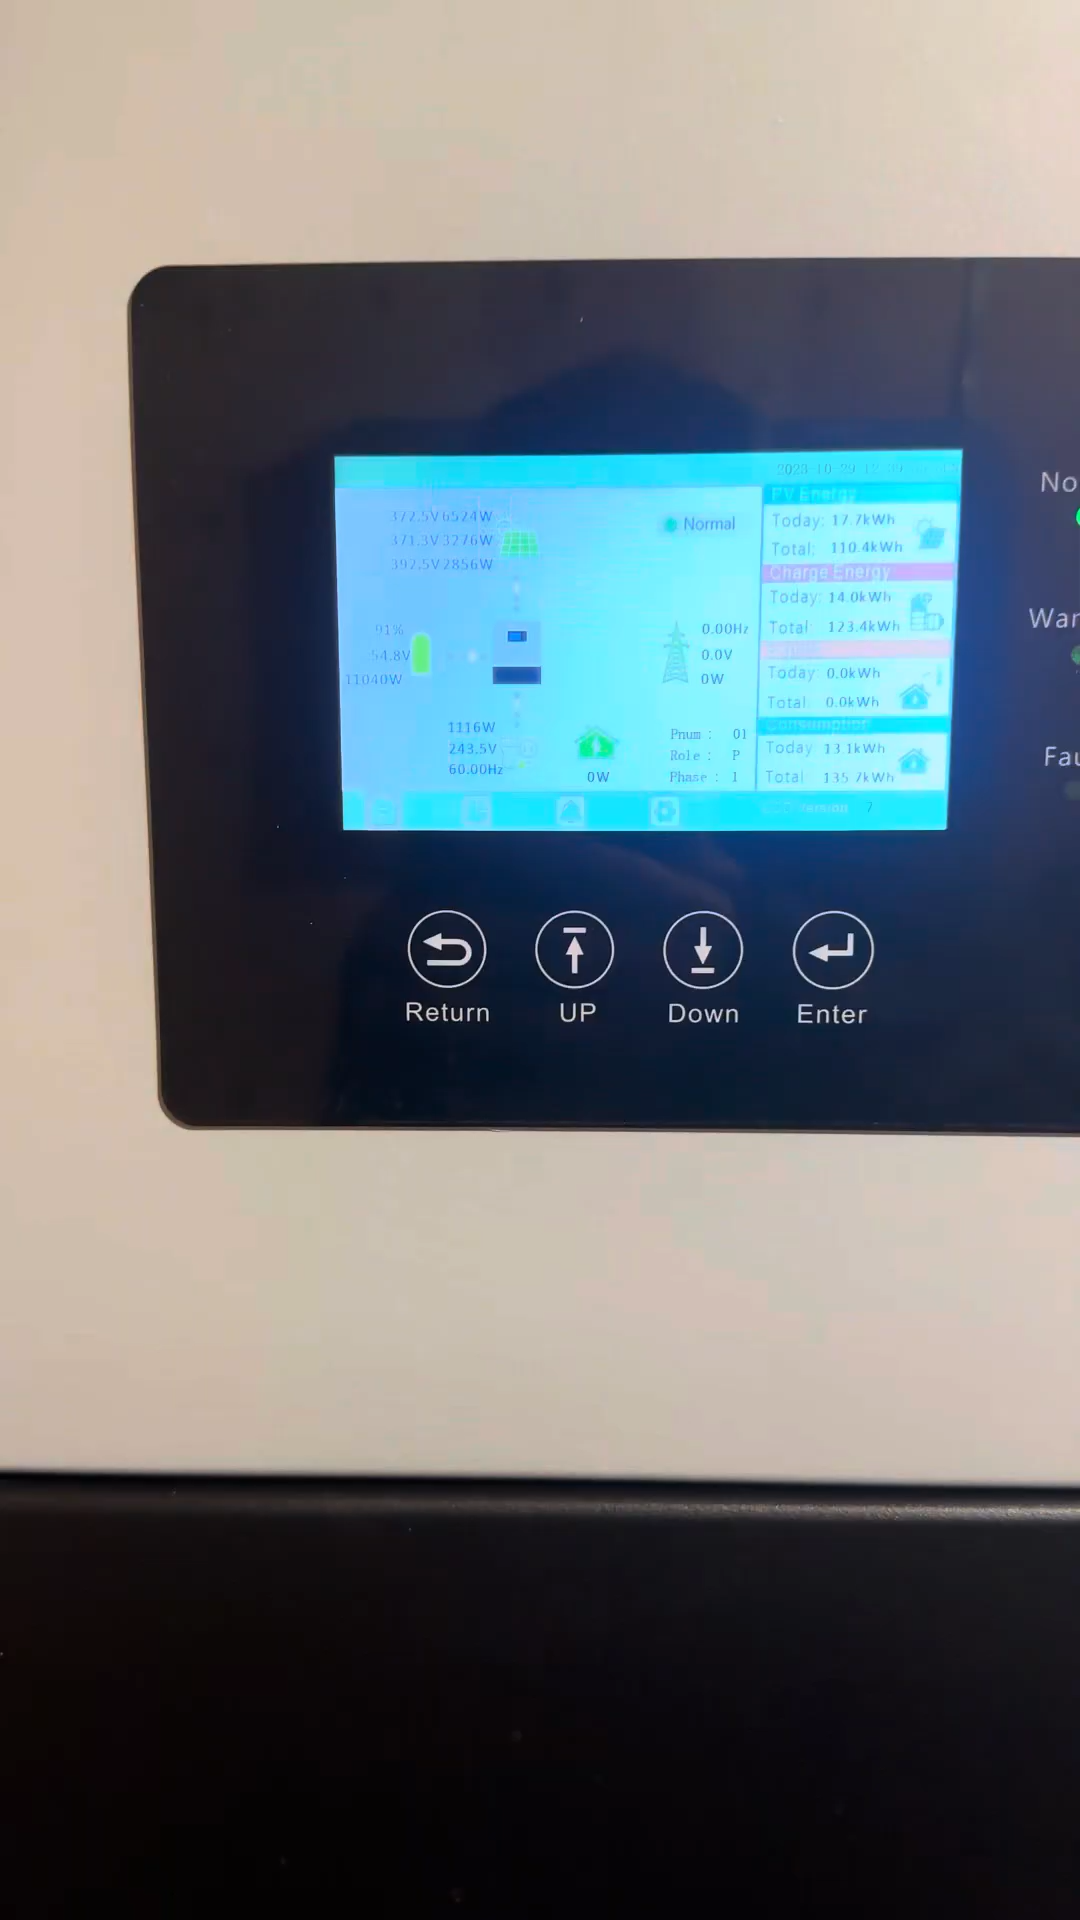 2023-10-29
372.5V 6524W
371.3V 3276W
392.5V 2856W
Normal
91%
54.8V
11040W
0.00Hz
0.0V
0W
1116W
243.5V
60.00Hz
0W
Pnum : 01
Role : P
Phase : 1
PV Energy
Today: 17.7kWh
Total: 110.4kWh
Charge Energy
Today: 14.0kWh
Total: 123.4kWh
Today: 0.0kWh
Total: 0.0kWh
Consumption
Today 13.1kWh
Total 135.7kWh
Version 7
No
War
Fau
Return
UP
Down
Enter